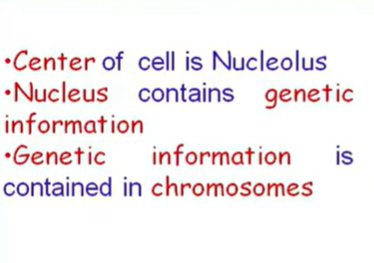 •Center of cell is Nucleolus
•Nucleus contains genetic
information
•Genetic information is
contained in chromosomes